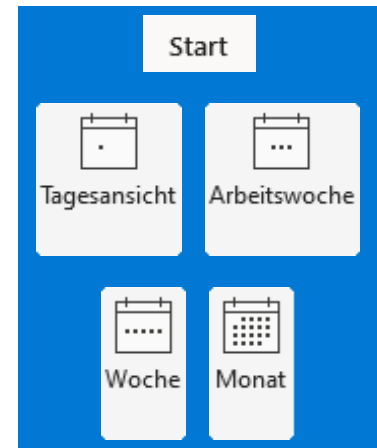 Start
Tagesansicht
Arbeitswoche
Woche
Monat